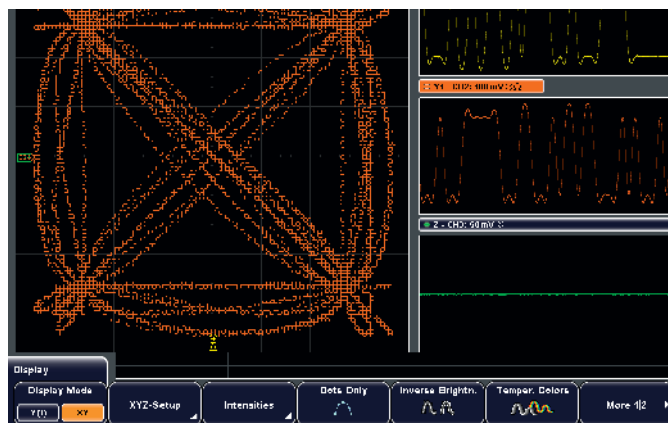 Y1 - CH2: 100 mV
Z - CH3: 50 mV
Display
Display Mode
Y(t) XY
XYZ-Setup
Intensities
Dots Only
Inverse Brightn.
Temper. Colors
More 1|2